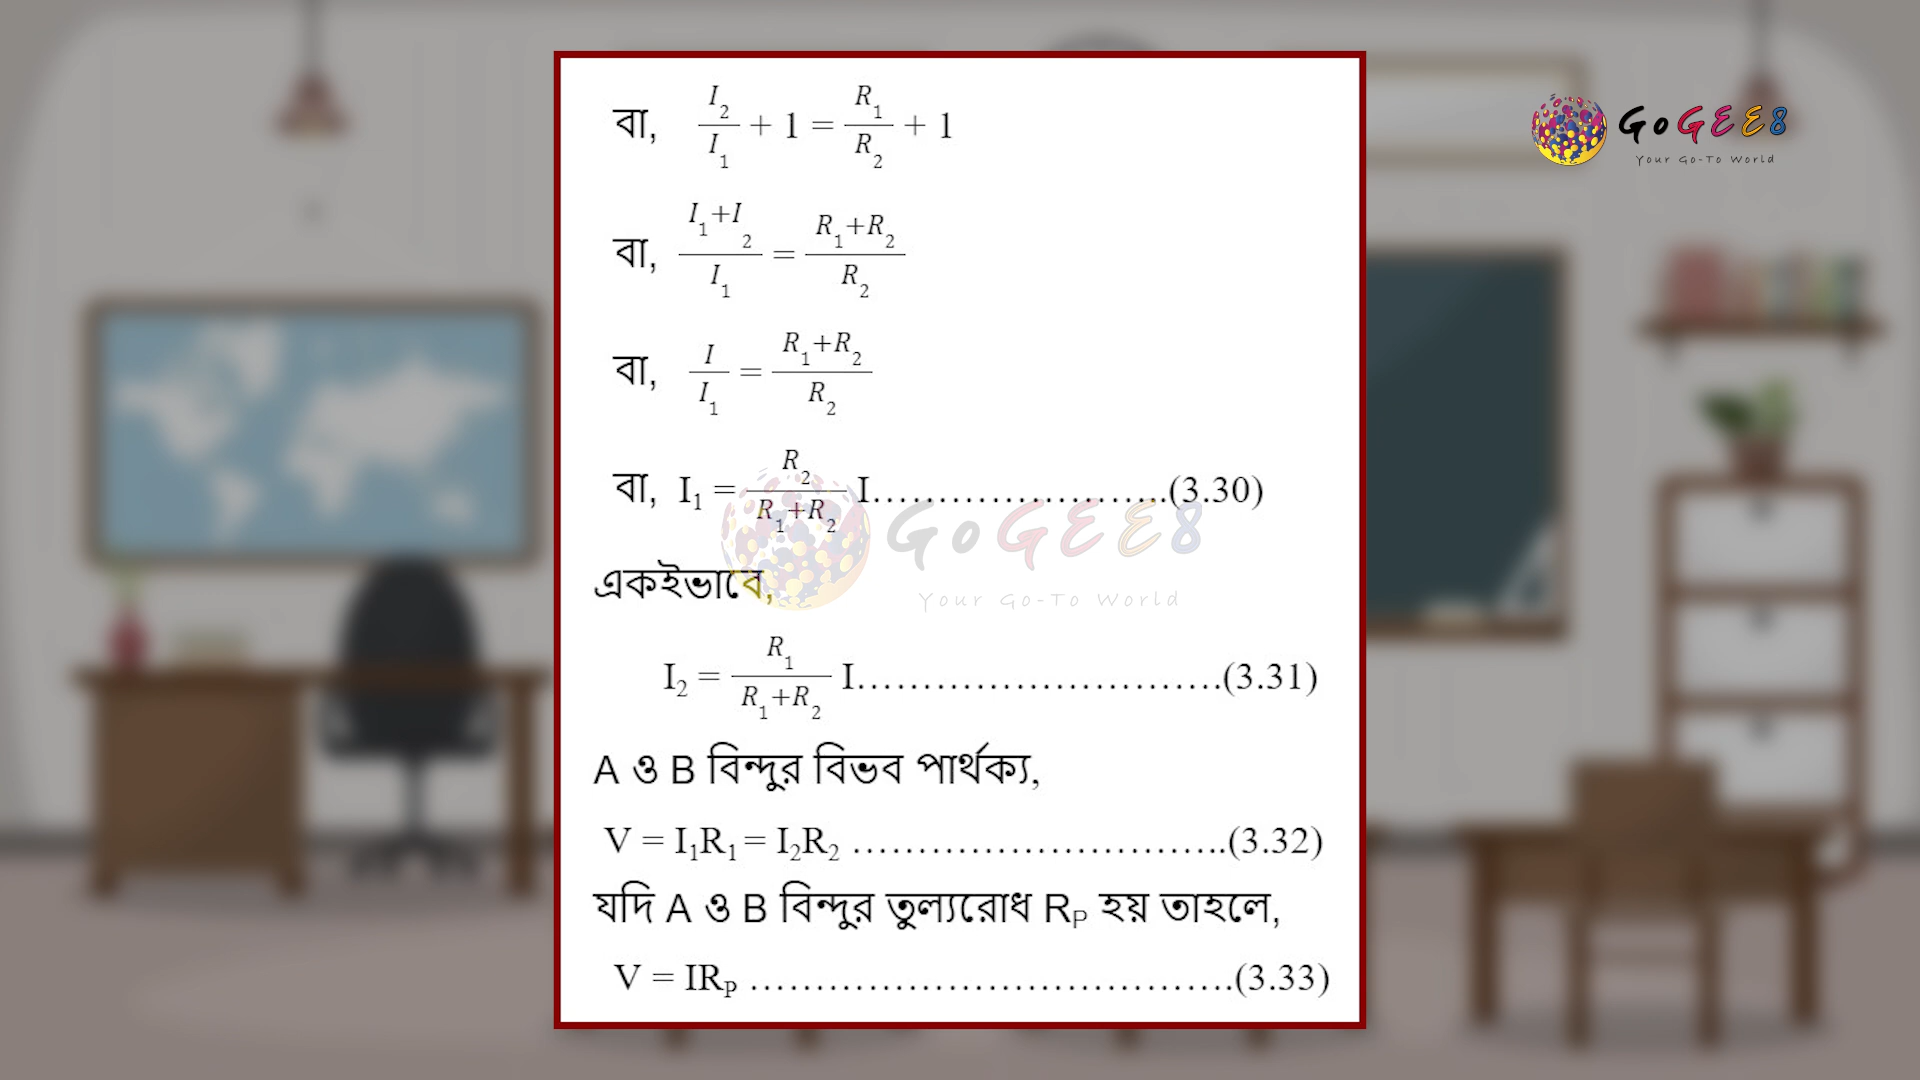 GoGEE8
Your Go-To World
বা, I₂/I₁ + 1 = R₁/R₂ + 1
বা, I₁+I₂/I₁ = R₁+R₂/R₂
বা, I/I₁ = R₁+R₂/R₂
বা, I₁ = R₂/R₁+R₂ I……………………..(3.30)
GoGEE8
একইভাবে,
Your Go-To World
I₂ = R₁/R₁+R₂ I……………………….(3.31)
A ও B বিন্দুর বিভব পার্থক্য,
V = I₁R₁ = I₂R₂ ………………………..(3.32)
যদি A ও B বিন্দুর তুল্যরোধ Rₚ হয় তাহলে,
V = IRₚ ……………………………….(3.33)